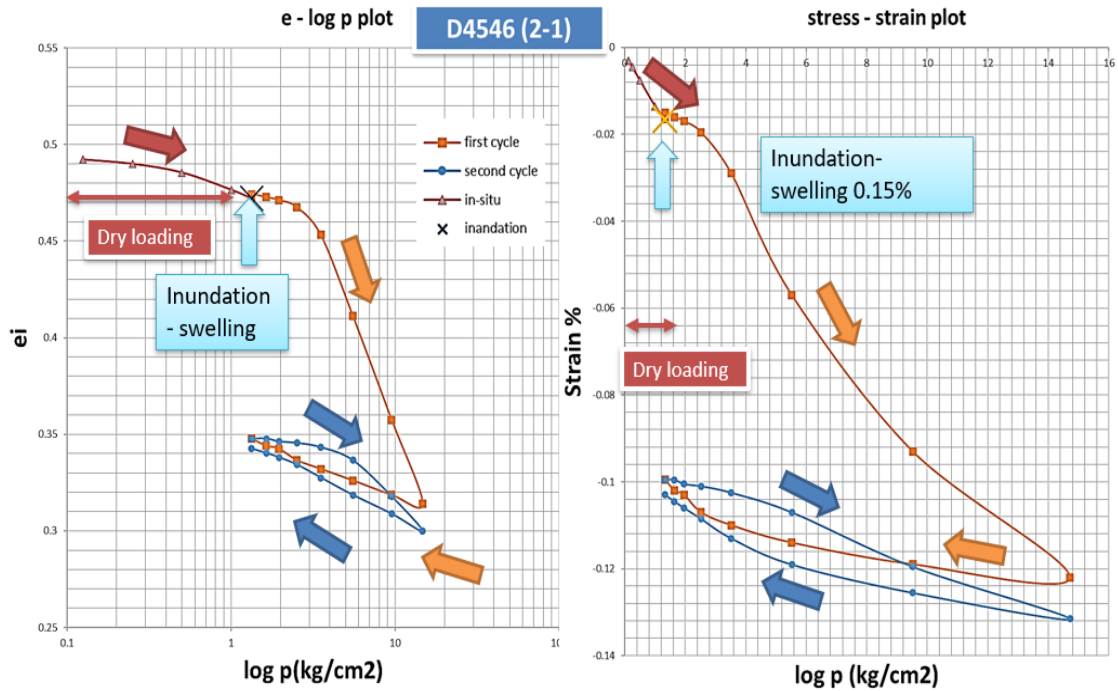 e - log p plot
D4546 (2-1)
stress - strain plot
0.55
0.5
0.45
0.4
0.35
0.3
0.25
ei
0.1
1
10
10
log p(kg/cm2)
first cycle
second cycle
in-situ
inandation
Dry loading
Inundation
- swelling
0
2
4
6
8
10
12
14
16
0
-0.02
-0.04
-0.06
-0.08
-0.1
-0.12
-0.14
Strain %
Inundation-
swelling 0.15%
Dry loading
log p (kg/cm2)